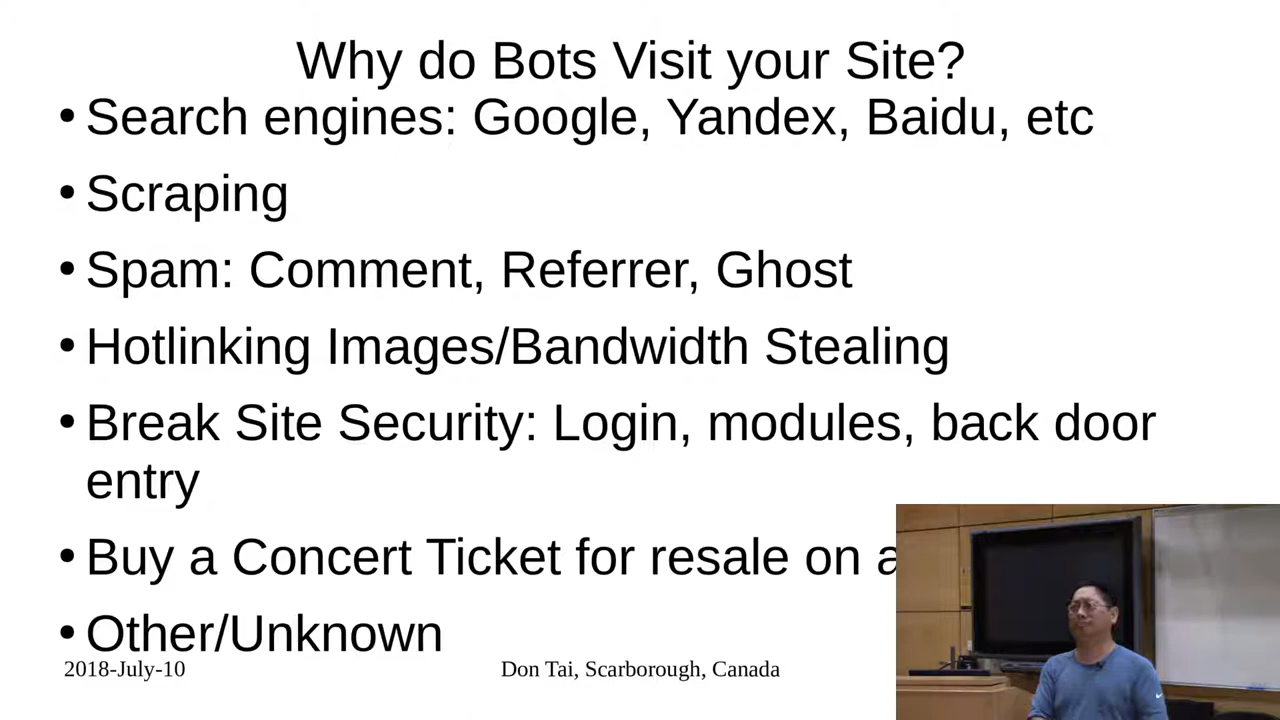 Why do Bots Visit your Site?
• Search engines: Google, Yandex, Baidu, etc
• Scraping
• Spam: Comment, Referrer, Ghost
• Hotlinking Images/Bandwidth Stealing
• Break Site Security: Login, modules, back door
entry
• Buy a Concert Ticket for resale on
• Other/Unknown
2018-July-10
Don Tai, Scarborough, Canada